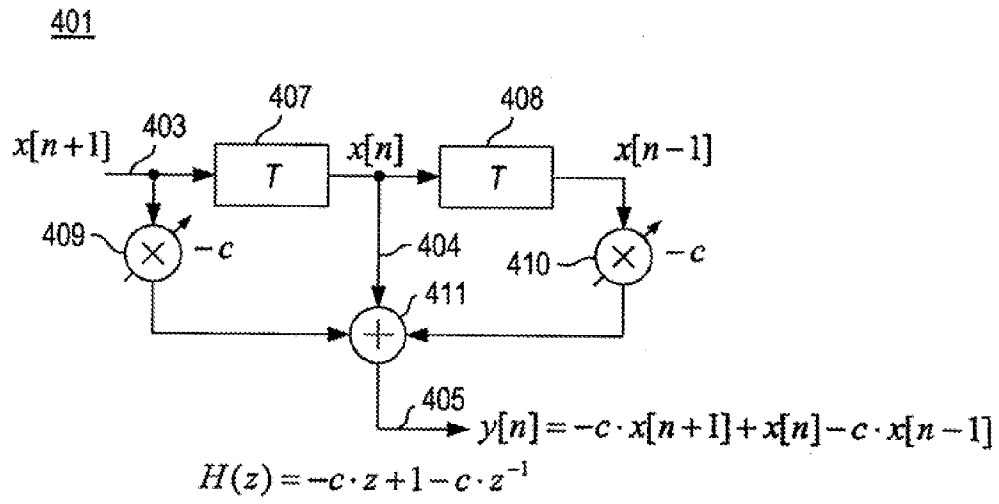 401
407
408
x[n+1]
403
T
x[n]
T
x[n−1]
409
× −c
404
410
× −c
411
+
405
y[n] = −c · x[n+1] + x[n] − c · x[n−1]
H(z) = −c · z + 1 − c · z⁻¹